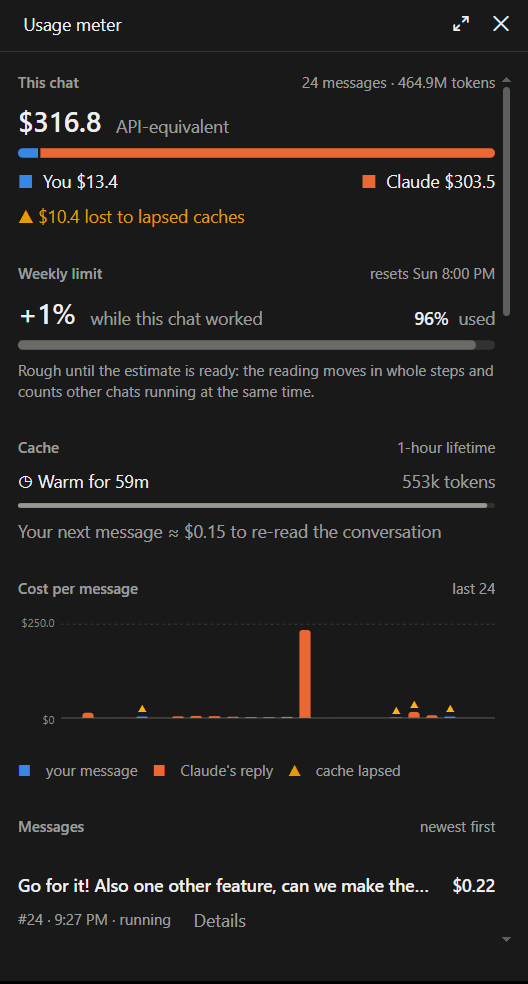 Usage meter
This chat
24 messages · 464.9M tokens
$316.8 API-equivalent
You $13.4
Claude $303.5
$10.4 lost to lapsed caches
Weekly limit
resets Sun 8:00 PM
+1% while this chat worked
96% used
Rough until the estimate is ready: the reading moves in whole steps and
counts other chats running at the same time.
Cache
1-hour lifetime
Warm for 59m
553k tokens
Your next message ≈ $0.15 to re-read the conversation
Cost per message
last 24
$250.0
$0
your message
Claude's reply
cache lapsed
Messages
newest first
Go for it! Also one other feature, can we make the...
$0.22
#24 · 9:27 PM · running
Details